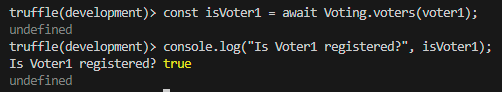 truffle(development)> const isVoter1 = await Voting.voters(voter1);
undefined
truffle(development)> console.log("Is Voter1 registered?", isVoter1);
Is Voter1 registered? true
undefined